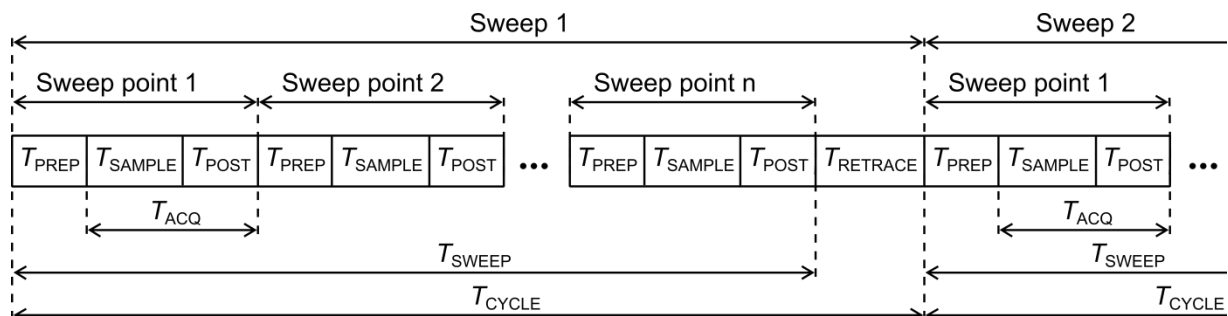 Sweep 1 Sweep 2
Sweep point 1 Sweep point 2 Sweep point n Sweep point 1
TPREP TSAMPLE TPOST TPREP TSAMPLE TPOST ••• TPREP TSAMPLE TPOST TRETRACE TPREP TSAMPLE TPOST •••
TACQ TACQ
TSWEEP TSWEEP
TCYCLE TCYCLE